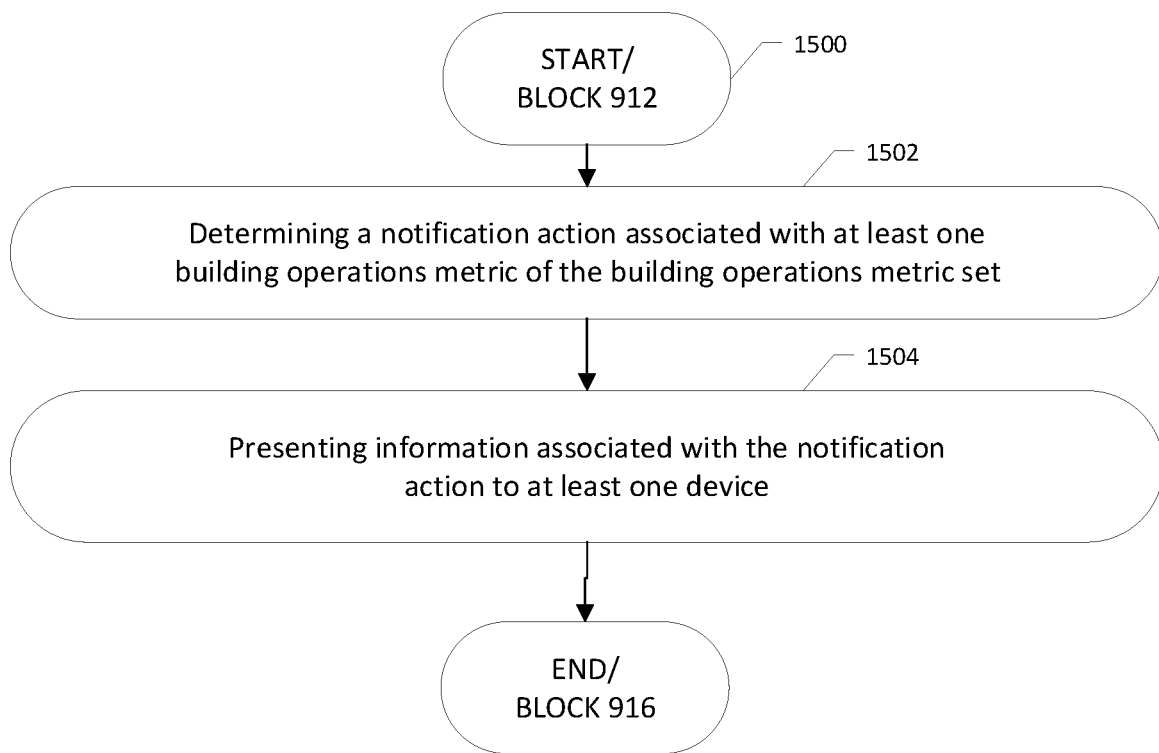 START/
BLOCK 912
1500
1502
Determining a notification action associated with at least one
building operations metric of the building operations metric set
1504
Presenting information associated with the notification
action to at least one device
END/
BLOCK 916